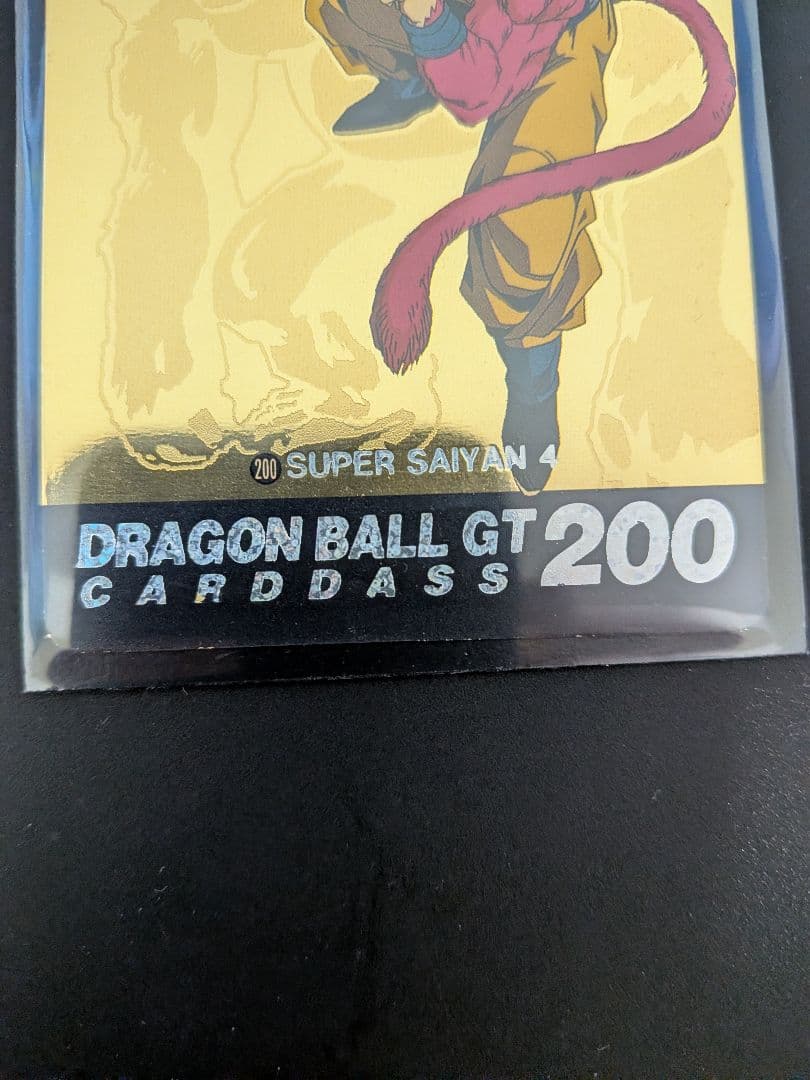 200 SUPER SAIYAN 4
DRAGON BALL GT 200
CARDDASS